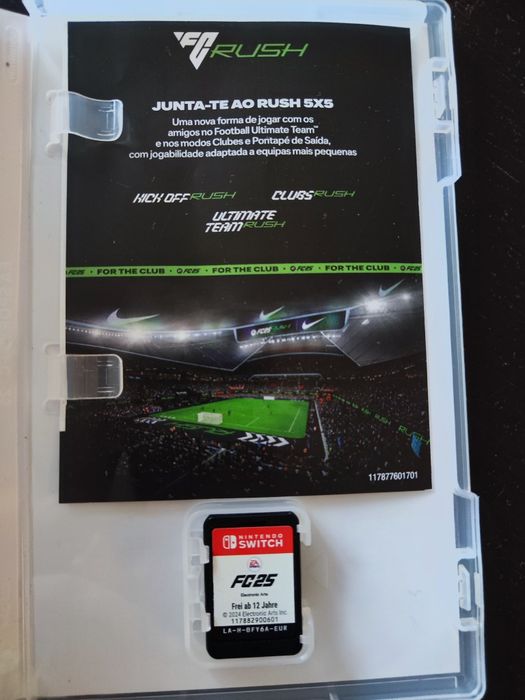 FC RUSH
JUNTA-TE AO RUSH 5X5
Uma nova forma de jogar com os
amigos no Football Ultimate Team™
e nos modos Clubes e Pontapé de Saída,
com jogabilidade adaptada a equipas mais pequenas
KICK OFF RUSH
CLUBS RUSH
ULTIMATE
TEAM RUSH
FC25 · FOR THE CLUB · FC25 · FOR THE CLUB · FC25 · FOR THE CLUB · FC25
FC25
RUSH
117877601701
NINTENDO
SWITCH
EA SPORTS
FC25
Electronic Arts
Frei ab 12 Jahre
© 2024 Electronic Arts Inc.
117882900601
LA-H-BFY6A-EUR